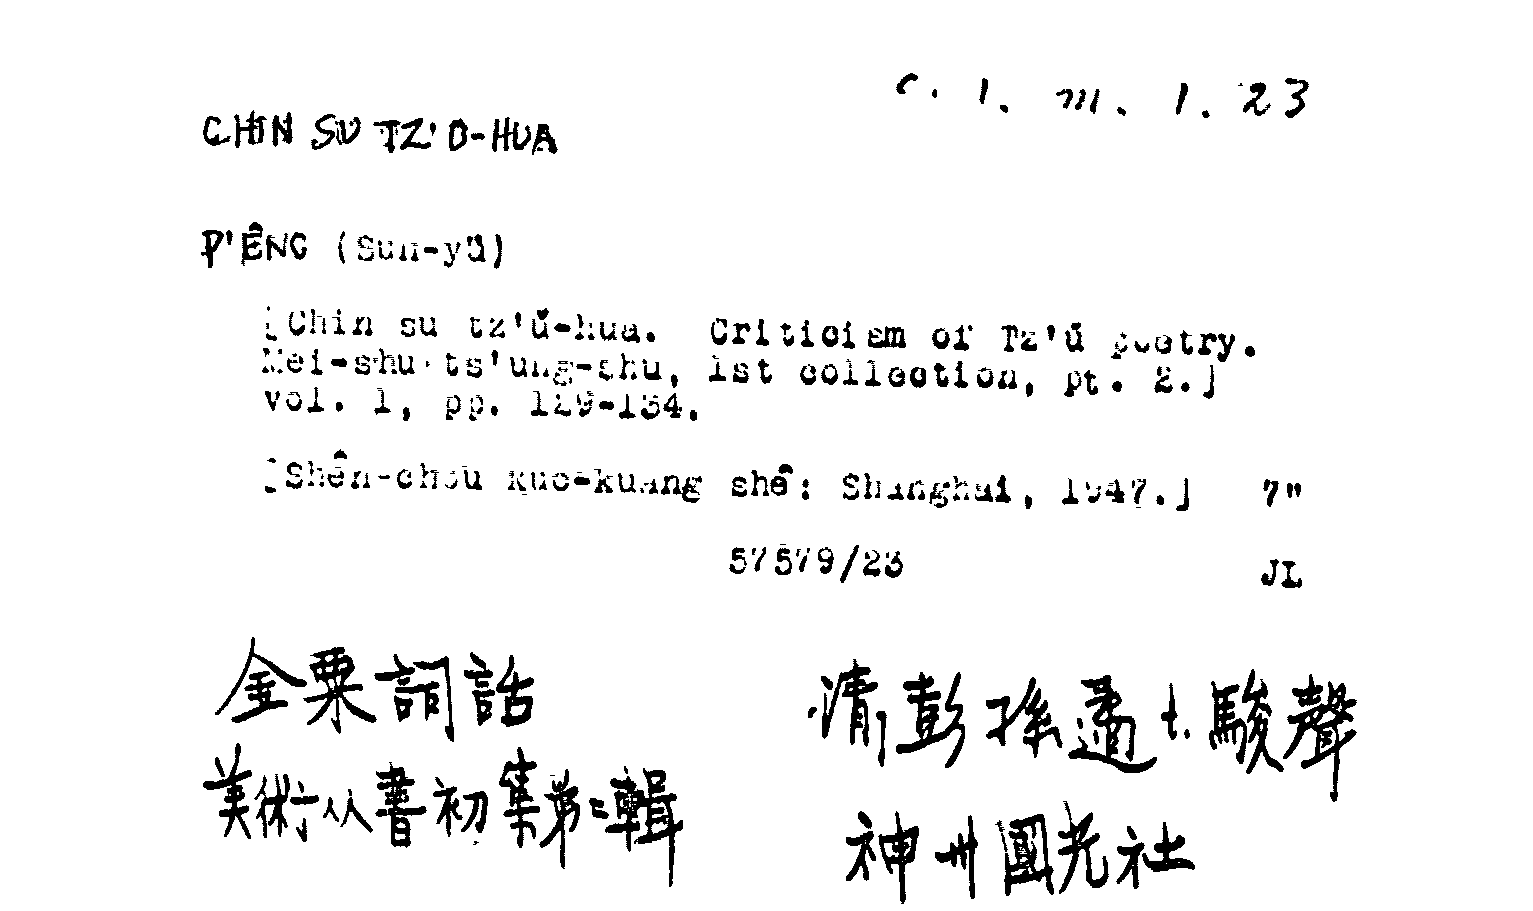 C. 1. m. 1. 23
CHIN SU TZ'Ŭ-HUA
P'ÊNG (Sun-yü)
[Chin su tz'ŭ-hua. Criticism of Tz'ŭ poetry.
Mei-shu ts'ung-shu, 1st collection, pt. 2.]
vol. 1, pp. 129-134.
[Shên-chou kuo-kuang shê: Shanghai, 1947.] 7"
57579/23 JL
金粟詞話
清彭孫遹 駿聲
美術从書初集第二輯
神州國光社